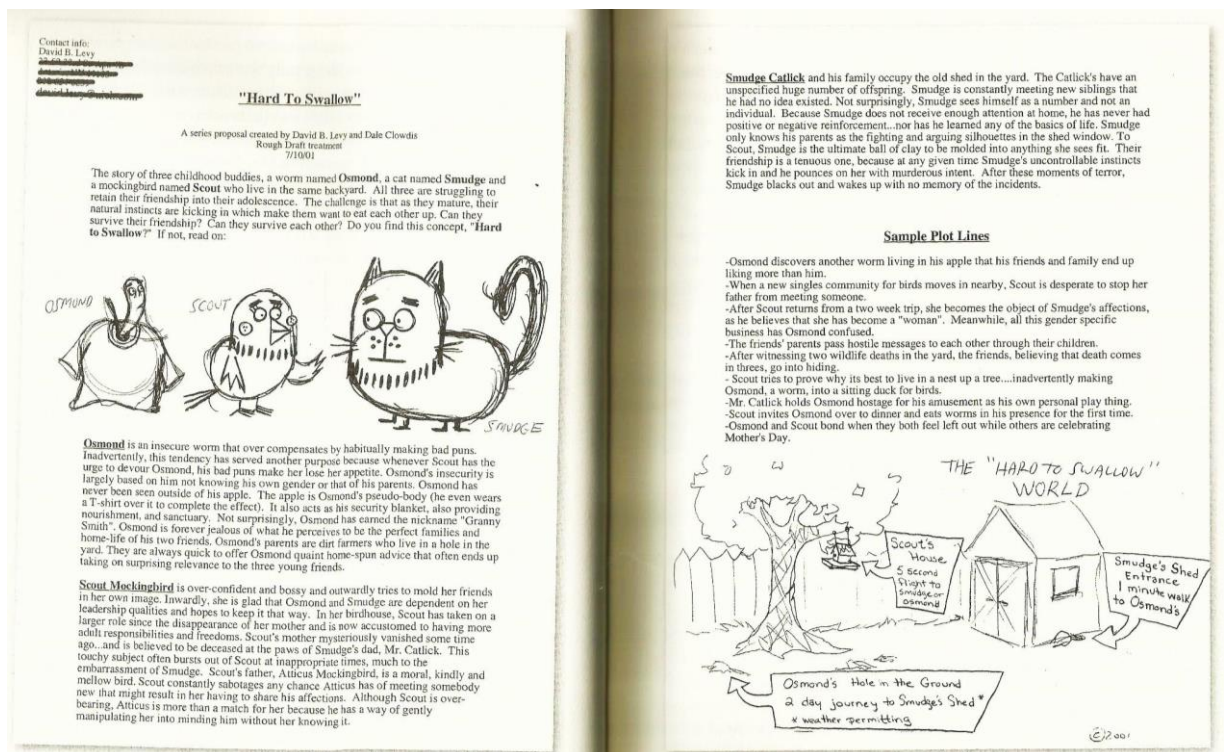 Contact info:
David B. Levy
"Hard To Swallow"
A series proposal created by David B. Levy and Dale Clowdis
Rough Draft treatment
7/10/01
The story of three childhood buddies, a worm named Osmond, a cat named Smudge and
a mockingbird named Scout who live in the same backyard. All three are struggling to
retain their friendship into their adolescence. The challenge is that as they mature, their
natural instincts are kicking in which make them want to eat each other up. Can they
survive their friendship? Can they survive each other? Do you find this concept, "Hard
to Swallow?" If not, read on:
OSMOND
SCOUT
SMUDGE
Osmond is an insecure worm that over compensates by habitually making bad puns.
Inadvertently, this tendency has served another purpose because whenever Scout has the
urge to devour Osmond, his bad puns make her lose her appetite. Osmond's insecurity is
largely based on him not knowing his own gender or that of his parents. Osmond has
never been seen outside of his apple. The apple is Osmond's pseudo-body (he even wears
a T-shirt over it to complete the effect). It also acts as his security blanket, also providing
nourishment, and sanctuary. Not surprisingly, Osmond has earned the nickname "Granny
Smith". Osmond is forever jealous of what he perceives to be the perfect families and
home-life of his two friends. Osmond's parents are dirt farmers who live in a hole in the
yard. They are always quick to offer Osmond quaint home-spun advice that often ends up
taking on surprising relevance to the three young friends.
Scout Mockingbird is over-confident and bossy and outwardly tries to mold her friends
in her own image. Inwardly, she is glad that Osmond and Smudge are dependent on her
leadership qualities and hopes to keep it that way. In her birdhouse, Scout has taken on a
larger role since the disappearance of her mother and is now accustomed to having more
adult responsibilities and freedoms. Scout's mother mysteriously vanished some time
ago...and is believed to be deceased at the paws of Smudge's dad, Mr. Catlick. This
touchy subject often bursts out of Scout at inappropriate times, much to the
embarrassment of Smudge. Scout's father, Atticus Mockingbird, is a moral, kindly and
mellow bird. Scout constantly sabotages any chance Atticus has of meeting somebody
new that might result in her having to share his affections. Although Scout is over-
bearing, Atticus is more than a match for her because he has a way of gently
manipulating her into minding him without her knowing it.
Smudge Catlick and his family occupy the old shed in the yard. The Catlick's have an
unspecified huge number of offspring. Smudge is constantly meeting new siblings that
he had no idea existed. Not surprisingly, Smudge sees himself as a number and not an
individual. Because Smudge does not receive enough attention at home, he has never had
positive or negative reinforcement...nor has he learned any of the basics of life. Smudge
only knows his parents as the fighting and arguing silhouettes in the shed window. To
Scout, Smudge is the ultimate ball of clay to be molded into anything she sees fit. Their
friendship is a tenuous one, because at any given time Smudge's uncontrollable instincts
kick in and he pounces on her with murderous intent. After these moments of terror,
Smudge blacks out and wakes up with no memory of the incidents.
Sample Plot Lines
-Osmond discovers another worm living in his apple that his friends and family end up
liking more than him.
-When a new singles community for birds moves in nearby, Scout is desperate to stop her
father from meeting someone.
-After Scout returns from a two week trip, she becomes the object of Smudge's affections,
as he believes that she has become a "woman". Meanwhile, all this gender specific
business has Osmond confused.
-The friends' parents pass hostile messages to each other through their children.
-After witnessing two wildlife deaths in the yard, the friends, believing that death comes
in threes, go into hiding.
- Scout tries to prove why its best to live in a nest up a tree....inadvertently making
Osmond, a worm, into a sitting duck for birds.
-Mr. Catlick holds Osmond hostage for his amusement as his own personal play thing.
-Scout invites Osmond over to dinner and eats worms in his presence for the first time.
-Osmond and Scout bond when they both feel left out while others are celebrating
Mother's Day.
THE "HARD TO SWALLOW"
WORLD
Scout's
House
5 second
flight to
Smudge or
Osmond
Smudge's Shed
Entrance
1 minute walk
to Osmond's
Osmond's Hole in the Ground
2 day journey to Smudge's Shed*
* weather permitting
©2001